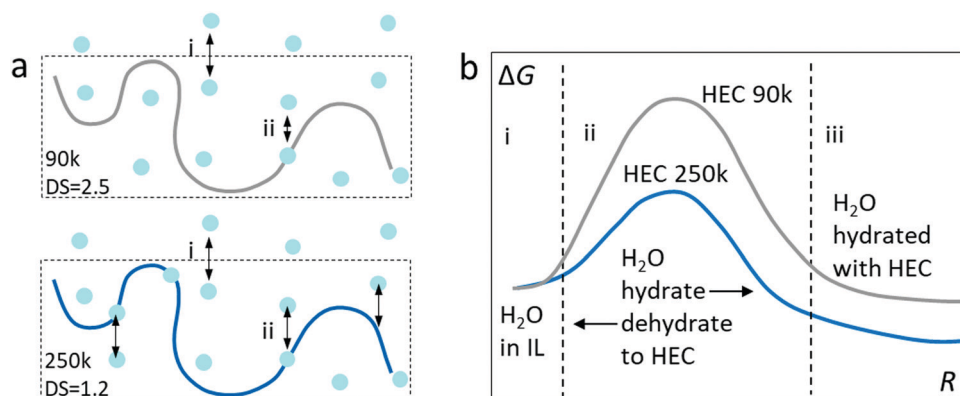 a
i
ii
90k
DS=2.5
i
ii
250k
DS=1.2
b
ΔG
HEC 90k
i
ii
iii
HEC 250k
H₂O
hydrated
with HEC
H₂O
hydrate
dehydrate
to HEC
H₂O
in IL
R